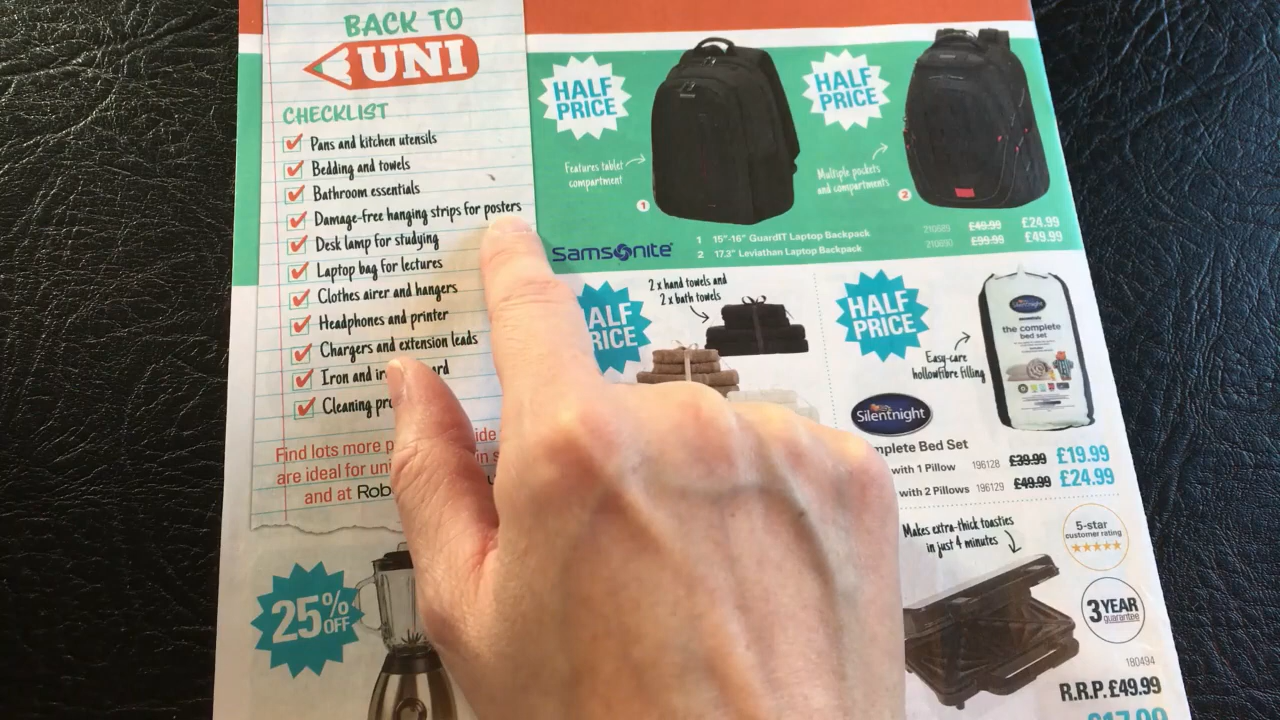 BACK TO
UNI
CHECKLIST
Pans and kitchen utensils
Bedding and towels
Bathroom essentials
Damage-free hanging strips for posters
Desk lamp for studying
Laptop bag for lectures
Clothes airer and hangers
Headphones and printer
Chargers and extension leads
Iron and
Cleaning
Find lots more
are ideal for uni
and at Rob
HALF
PRICE
Features tablet
compartment
1
HALF
PRICE
Multiple pockets
and compartments
2
Samsonite
1 15"-16" GuardIT Laptop Backpack 210689 £49.99 £24.99
2 17.3" Leviathan Laptop Backpack 210690 £99.99 £49.99
2 x hand towels and
2 x bath towels
PRICE
HALF
PRICE
Easy-care
hollowfibre filling
Silentnight
essentials
the complete
bed set
Silentnight
Bed Set
with 1 Pillow 196128 £39.99 £19.99
with 2 Pillows 196129 £49.99 £24.99
25% OFF
Makes extra-thick toasties
in just 4 minutes
5-star
customer rating
3 YEAR
guarantee
180494
R.R.P. £49.99